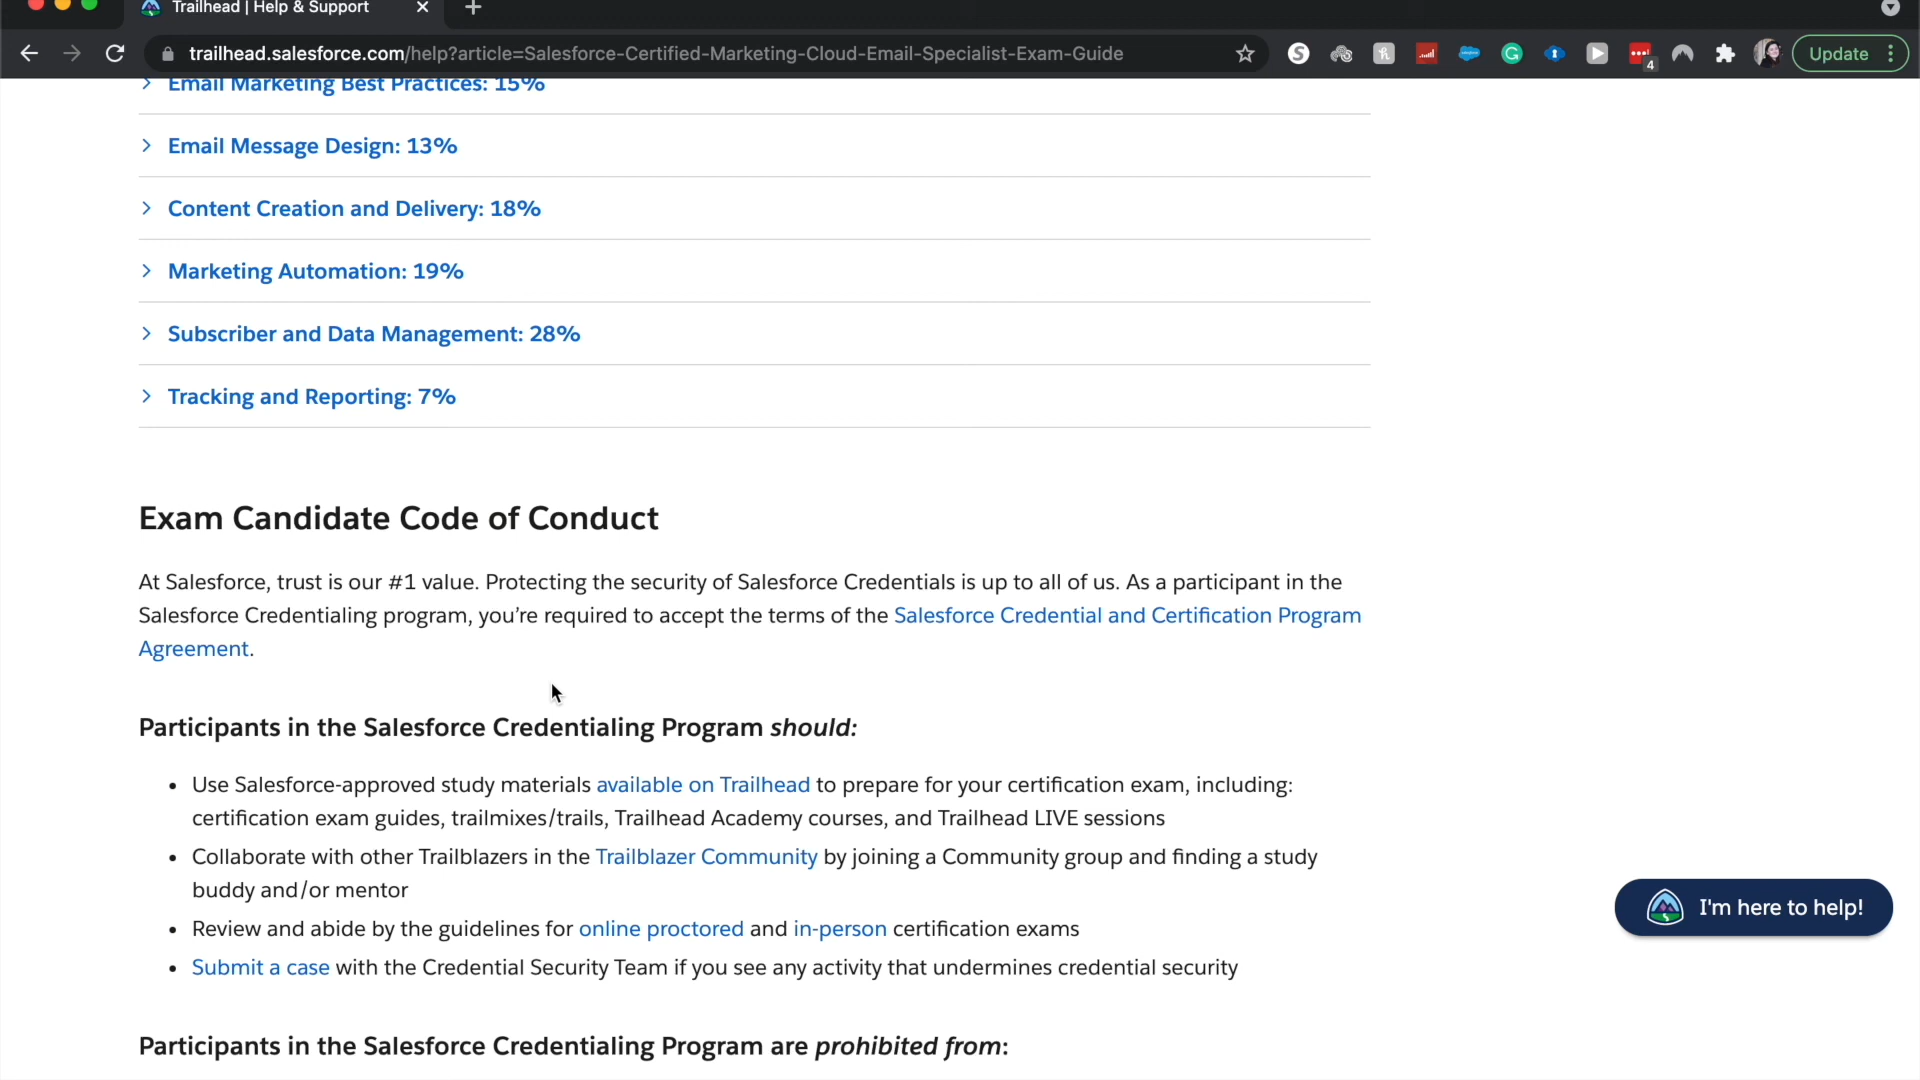 Trailhead | Help & Support
trailhead.salesforce.com/help?article=Salesforce-Certified-Marketing-Cloud-Email-Specialist-Exam-Guide
4
Update
Email Marketing Best Practices: 15%
Email Message Design: 13%
Content Creation and Delivery: 18%
Marketing Automation: 19%
Subscriber and Data Management: 28%
Tracking and Reporting: 7%
Exam Candidate Code of Conduct
At Salesforce, trust is our #1 value. Protecting the security of Salesforce Credentials is up to all of us. As a participant in the
Salesforce Credentialing program, you’re required to accept the terms of the Salesforce Credential and Certification Program
Agreement.
Participants in the Salesforce Credentialing Program should:
• Use Salesforce-approved study materials available on Trailhead to prepare for your certification exam, including:
certification exam guides, trailmixes/trails, Trailhead Academy courses, and Trailhead LIVE sessions
• Collaborate with other Trailblazers in the Trailblazer Community by joining a Community group and finding a study
buddy and/or mentor
• Review and abide by the guidelines for online proctored and in-person certification exams
• Submit a case with the Credential Security Team if you see any activity that undermines credential security
I'm here to help!
Participants in the Salesforce Credentialing Program are prohibited from: